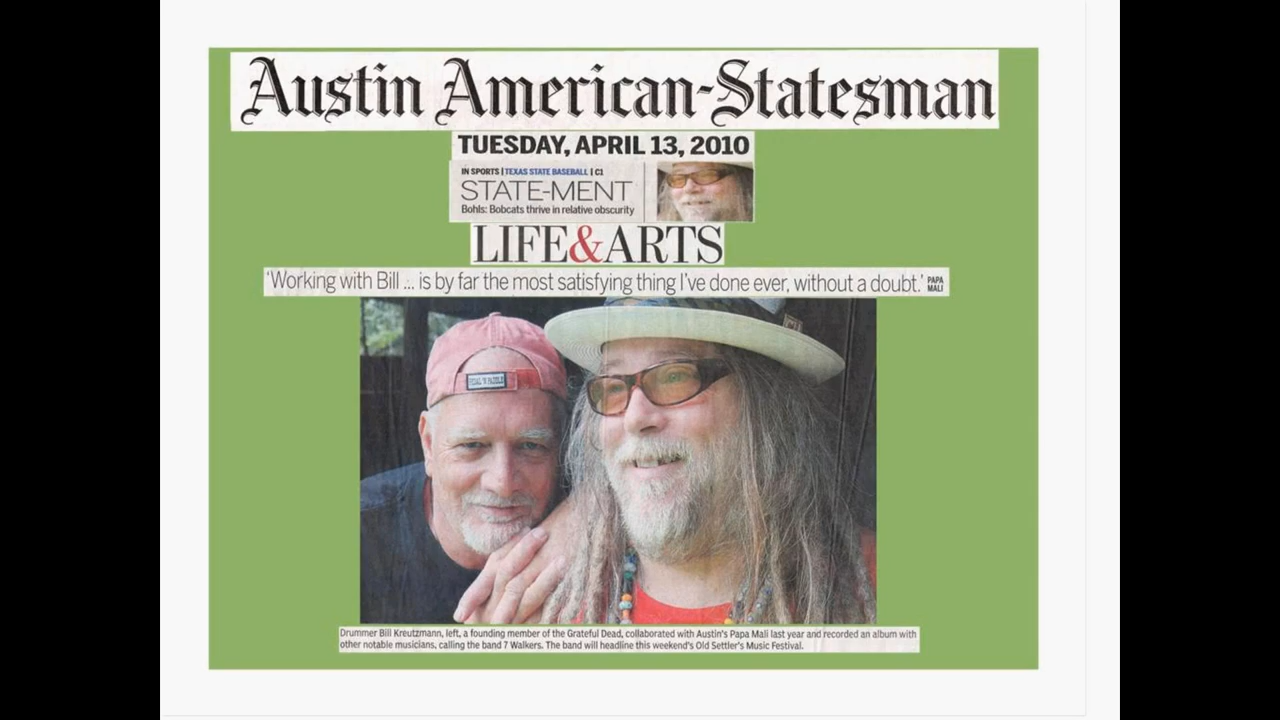 Austin American-Statesman
TUESDAY, APRIL 13, 2010
IN SPORTS | TEXAS STATE BASEBALL | C1
STATE-MENT
Bohls: Bobcats thrive in relative obscurity
LIFE&ARTS
'Working with Bill ... is by far the most satisfying thing I've done ever, without a doubt.' PAPA MALI
PEDAL 'N PADDLE
Drummer Bill Kreutzmann, left, a founding member of the Grateful Dead, collaborated with Austin's Papa Mali last year and recorded an album with
other notable musicians, calling the band 7 Walkers. The band will headline this weekend's Old Settler's Music Festival.